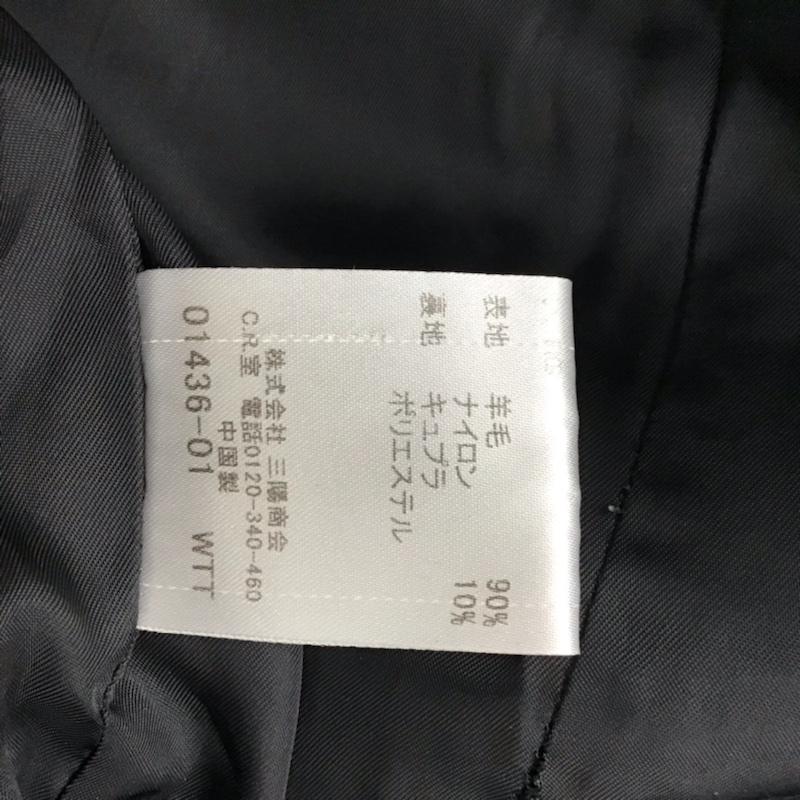 表地 羊毛 90%
ナイロン 10%
裏地 キュプラ
ポリエステル
株式会社 三陽商会
C.R.室 電話0120-340-460
中国製
01436-01 WTT